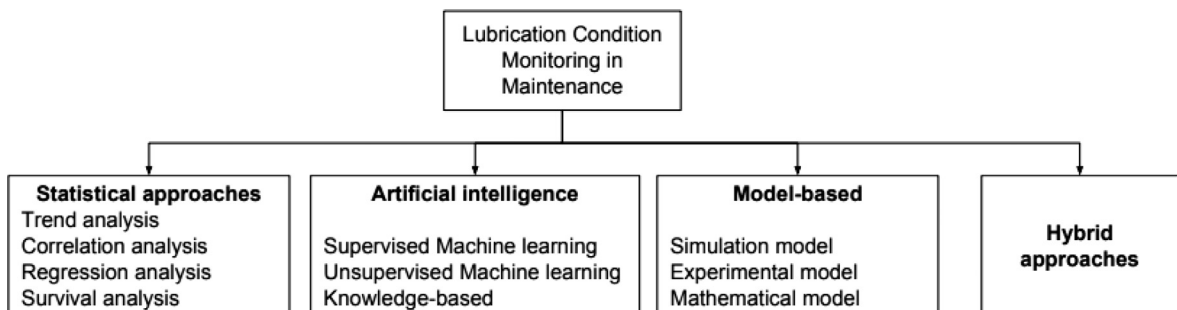 Lubrication Condition
Monitoring in
Maintenance
Statistical approaches
Trend analysis
Correlation analysis
Regression analysis
Survival analysis
Artificial intelligence
Supervised Machine learning
Unsupervised Machine learning
Knowledge-based
Model-based
Simulation model
Experimental model
Mathematical model
Hybrid
approaches